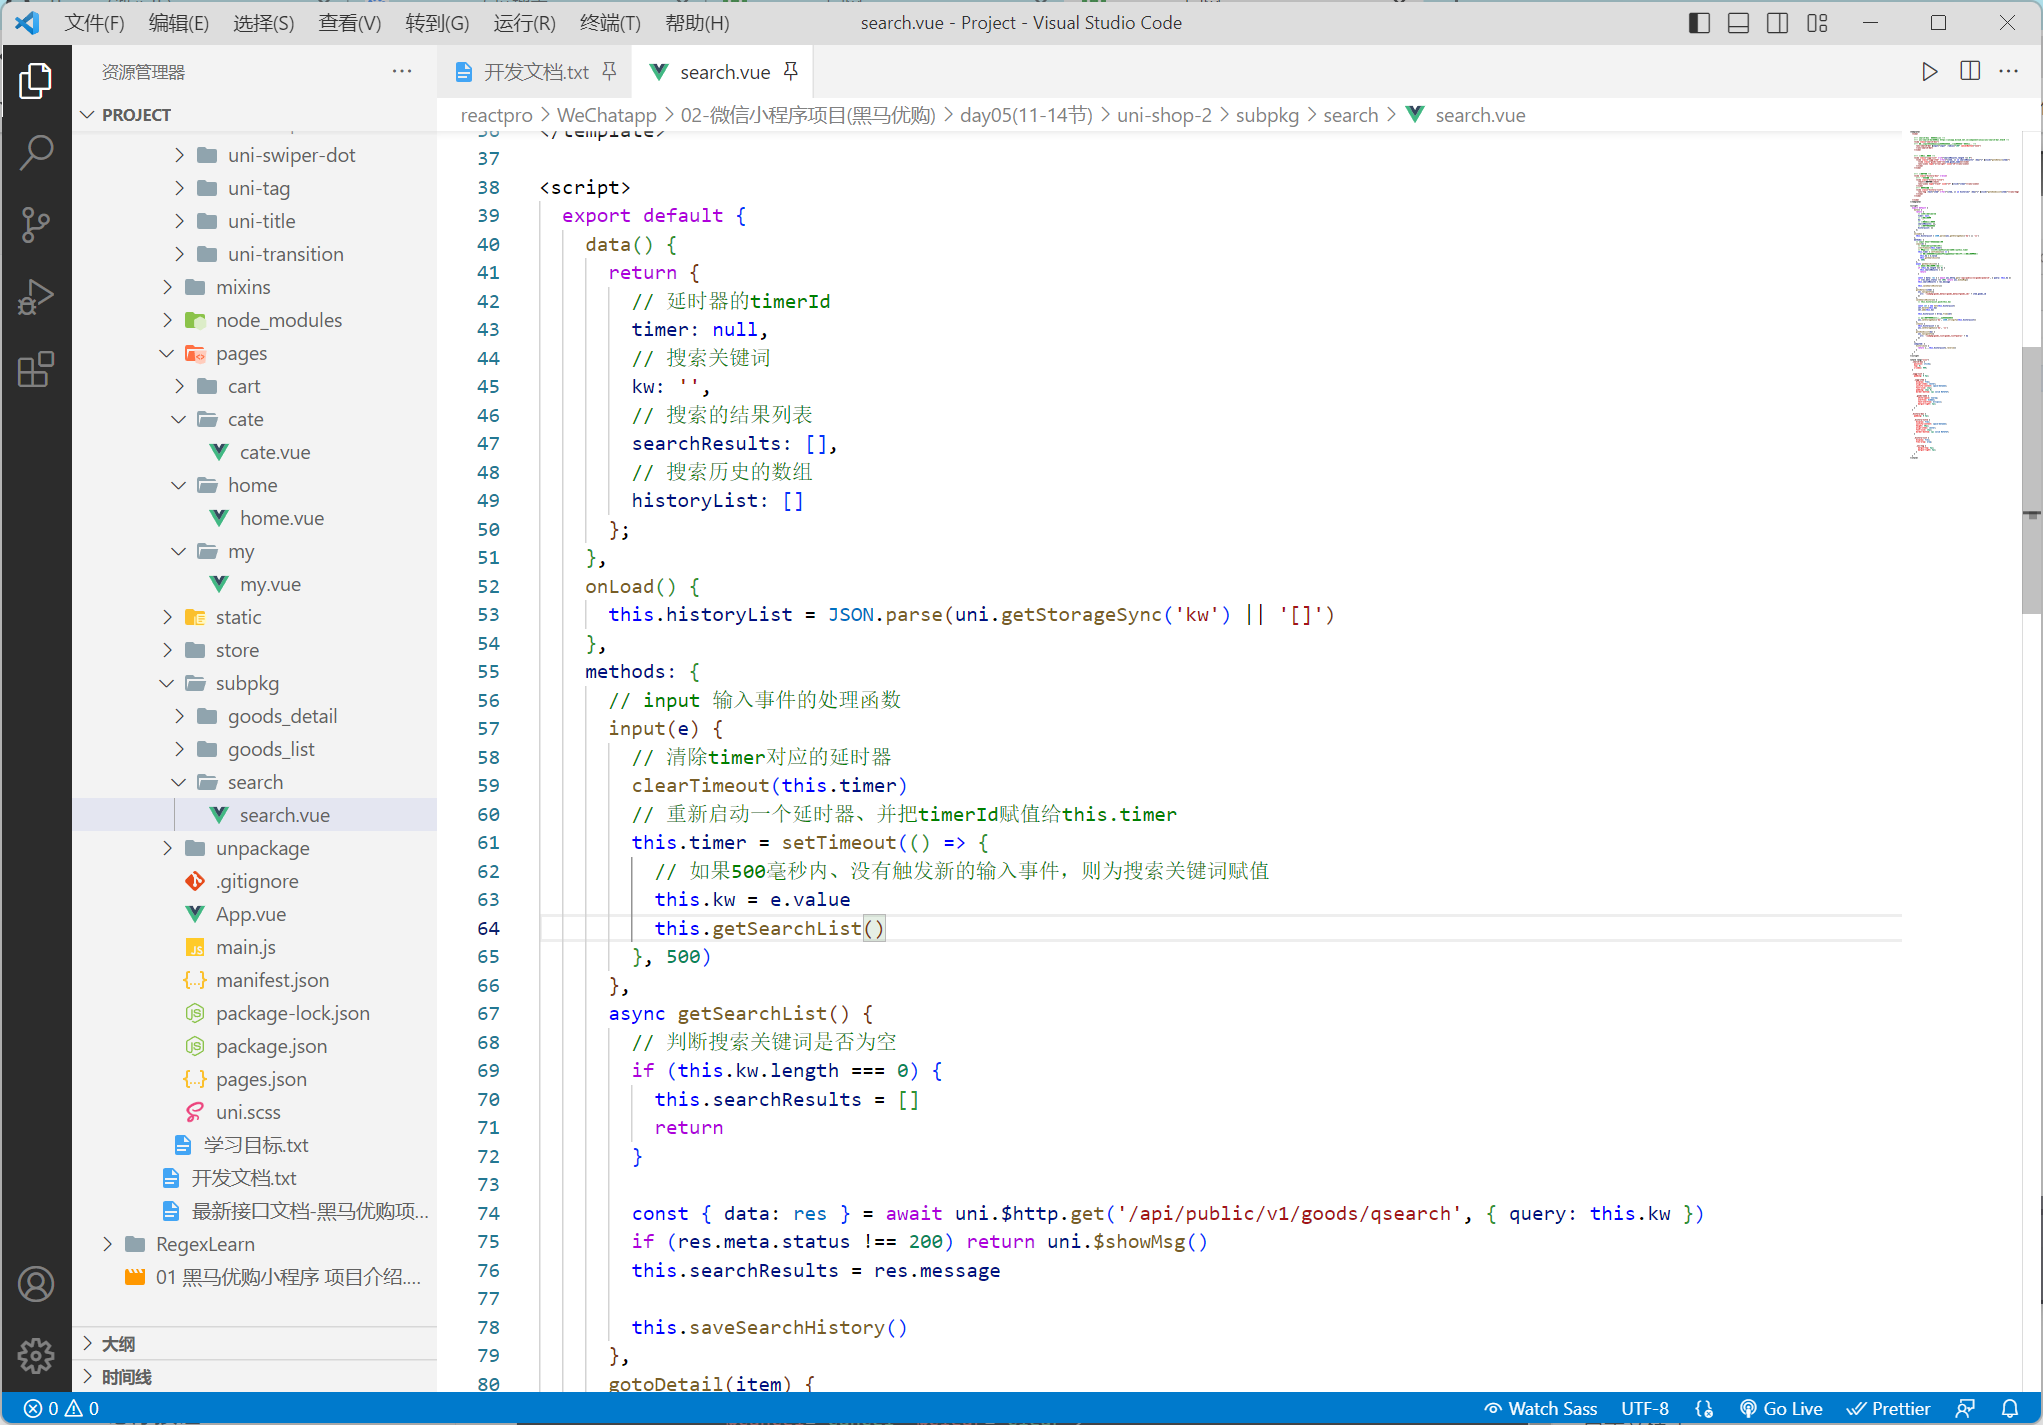 文件(F) 编辑(E) 选择(S) 查看(V) 转到(G) 运行(R) 终端(T) 帮助(H) search.vue - Project - Visual Studio Code
资源管理器
开发文档.txt search.vue
PROJECT
reactpro > WeChatapp > 02-微信小程序项目(黑马优购) > day05(11-14节) > uni-shop-2 > subpkg > search > search.vue
uni-swiper-dot
uni-tag
uni-title
uni-transition
mixins
node_modules
pages
cart
cate
cate.vue
home
home.vue
my
my.vue
static
store
subpkg
goods_detail
goods_list
search
search.vue
unpackage
.gitignore
App.vue
main.js
manifest.json
package-lock.json
package.json
pages.json
uni.scss
学习目标.txt
开发文档.txt
最新接口文档-黑马优购项...
RegexLearn
01 黑马优购小程序 项目介绍....
大纲
时间线
36 </template>
37
38 <script>
39 export default {
40 data() {
41 return {
42 // 延时器的timerId
43 timer: null,
44 // 搜索关键词
45 kw: '',
46 // 搜索的结果列表
47 searchResults: [],
48 // 搜索历史的数组
49 historyList: []
50 };
51 },
52 onLoad() {
53 this.historyList = JSON.parse(uni.getStorageSync('kw') || '[]')
54 },
55 methods: {
56 // input 输入事件的处理函数
57 input(e) {
58 // 清除timer对应的延时器
59 clearTimeout(this.timer)
60 // 重新启动一个延时器、并把timerId赋值给this.timer
61 this.timer = setTimeout(() => {
62 // 如果500毫秒内、没有触发新的输入事件，则为搜索关键词赋值
63 this.kw = e.value
64 this.getSearchList()
65 }, 500)
66 },
67 async getSearchList() {
68 // 判断搜索关键词是否为空
69 if (this.kw.length === 0) {
70 this.searchResults = []
71 return
72 }
73
74 const { data: res } = await uni.$http.get('/api/public/v1/goods/qsearch', { query: this.kw })
75 if (res.meta.status !== 200) return uni.$showMsg()
76 this.searchResults = res.message
77
78 this.saveSearchHistory()
79 },
80 gotoDetail(item) {
0 0 Watch Sass UTF-8 Go Live Prettier